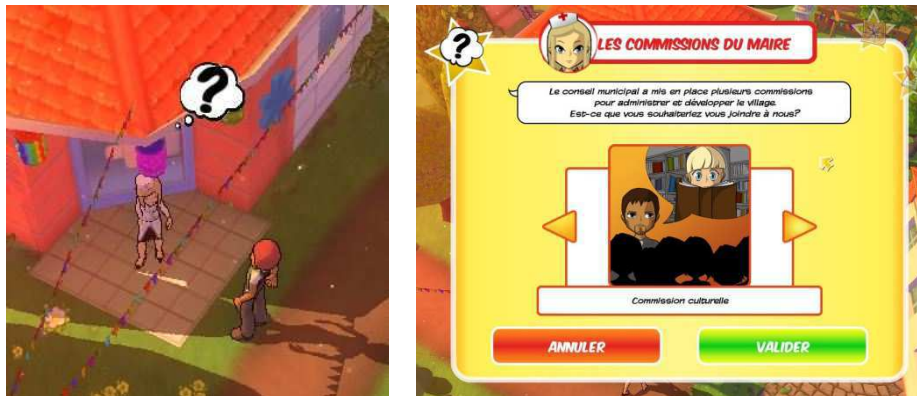 ?
?
LES COMMISSIONS DU MAIRE
Le conseil municipal a mis en place plusieurs commissions
pour administrer et développer le village.
Est-ce que vous souhaiteriez vous joindre à nous?
Commission culturelle
ANNULER
VALIDER